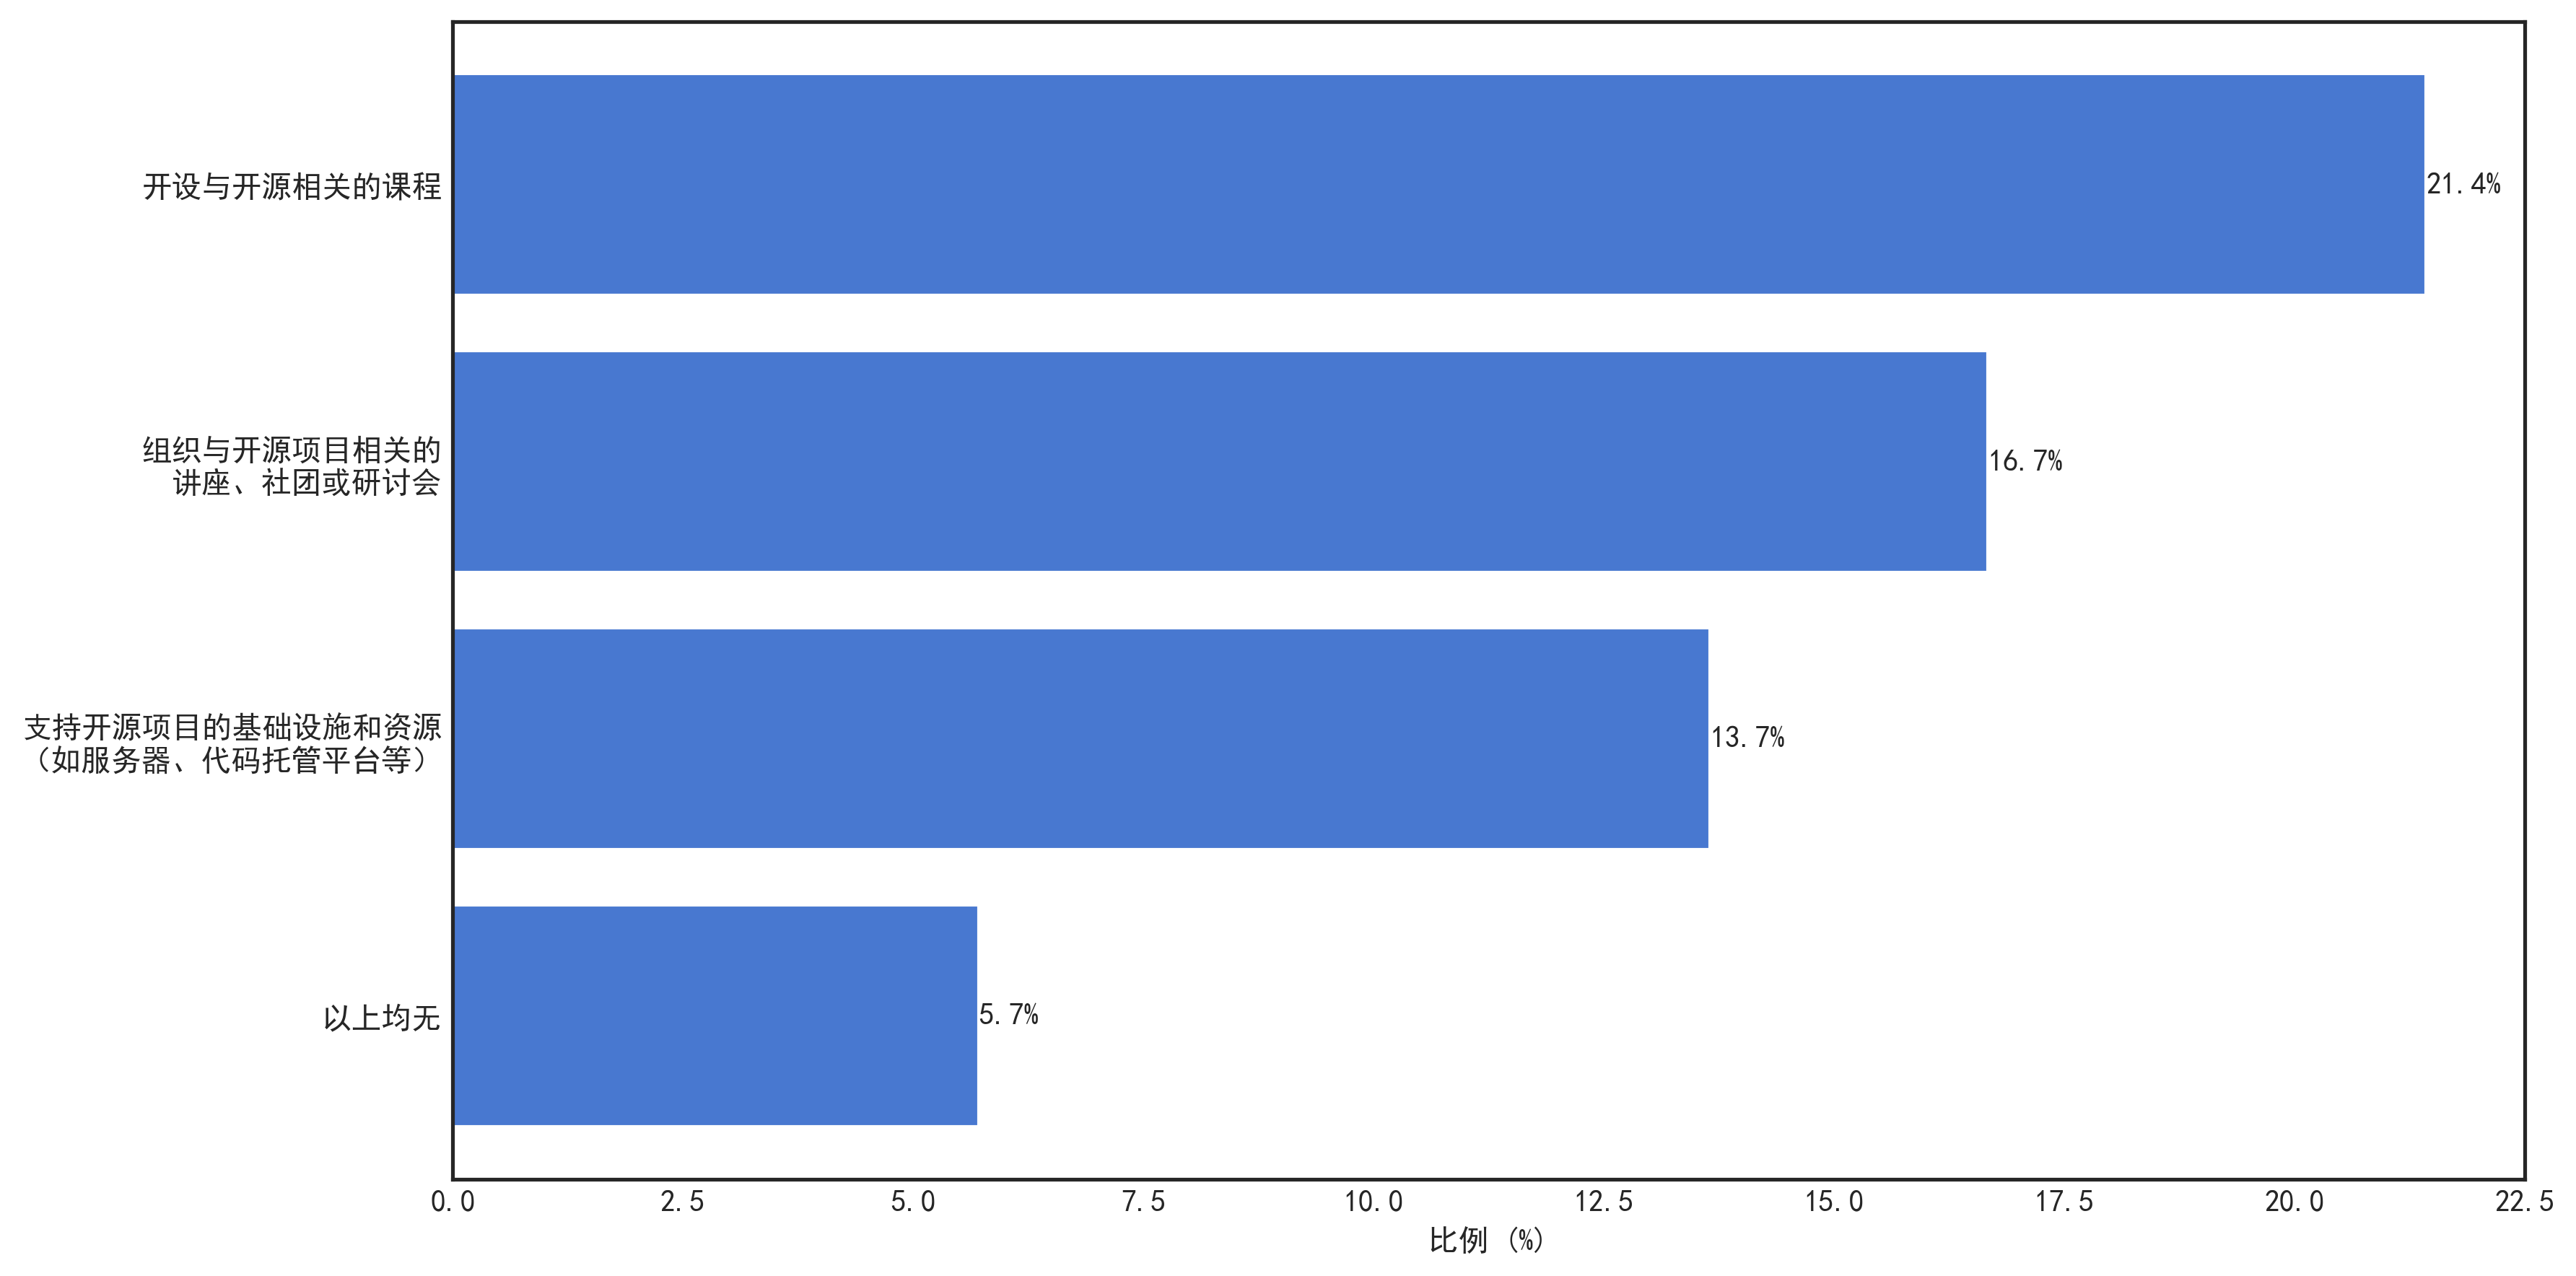 开设与开源相关的课程
21.4%
组织与开源项目相关的
讲座、社团或研讨会
16.7%
支持开源项目的基础设施和资源
（如服务器、代码托管平台等）
13.7%
以上均无
5.7%
0.0 2.5 5.0 7.5 10.0 12.5 15.0 17.5 20.0 22.5
比例 (%)